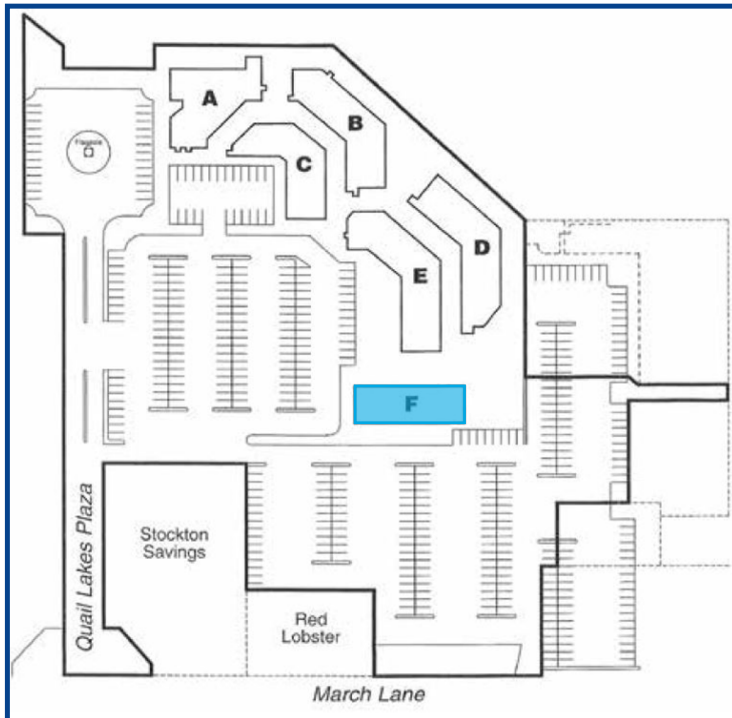 A
B
C
D
E
F
Stockton
Savings
Quail Lakes Plaza
Red
Lobster
March Lane